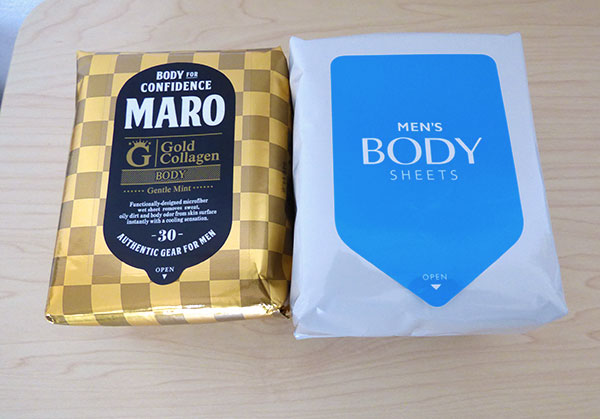 BODY FOR
CONFIDENCE
MARO
G
Gold
Collagen
BODY
Gentle Mint
Functionally-designed microfiber
wet sheet removes sweat,
oily dirt and body odor from skin surface
instantly with a cooling sensation.
-30-
AUTHENTIC GEAR FOR MEN
OPEN
MEN'S
BODY
SHEETS
OPEN